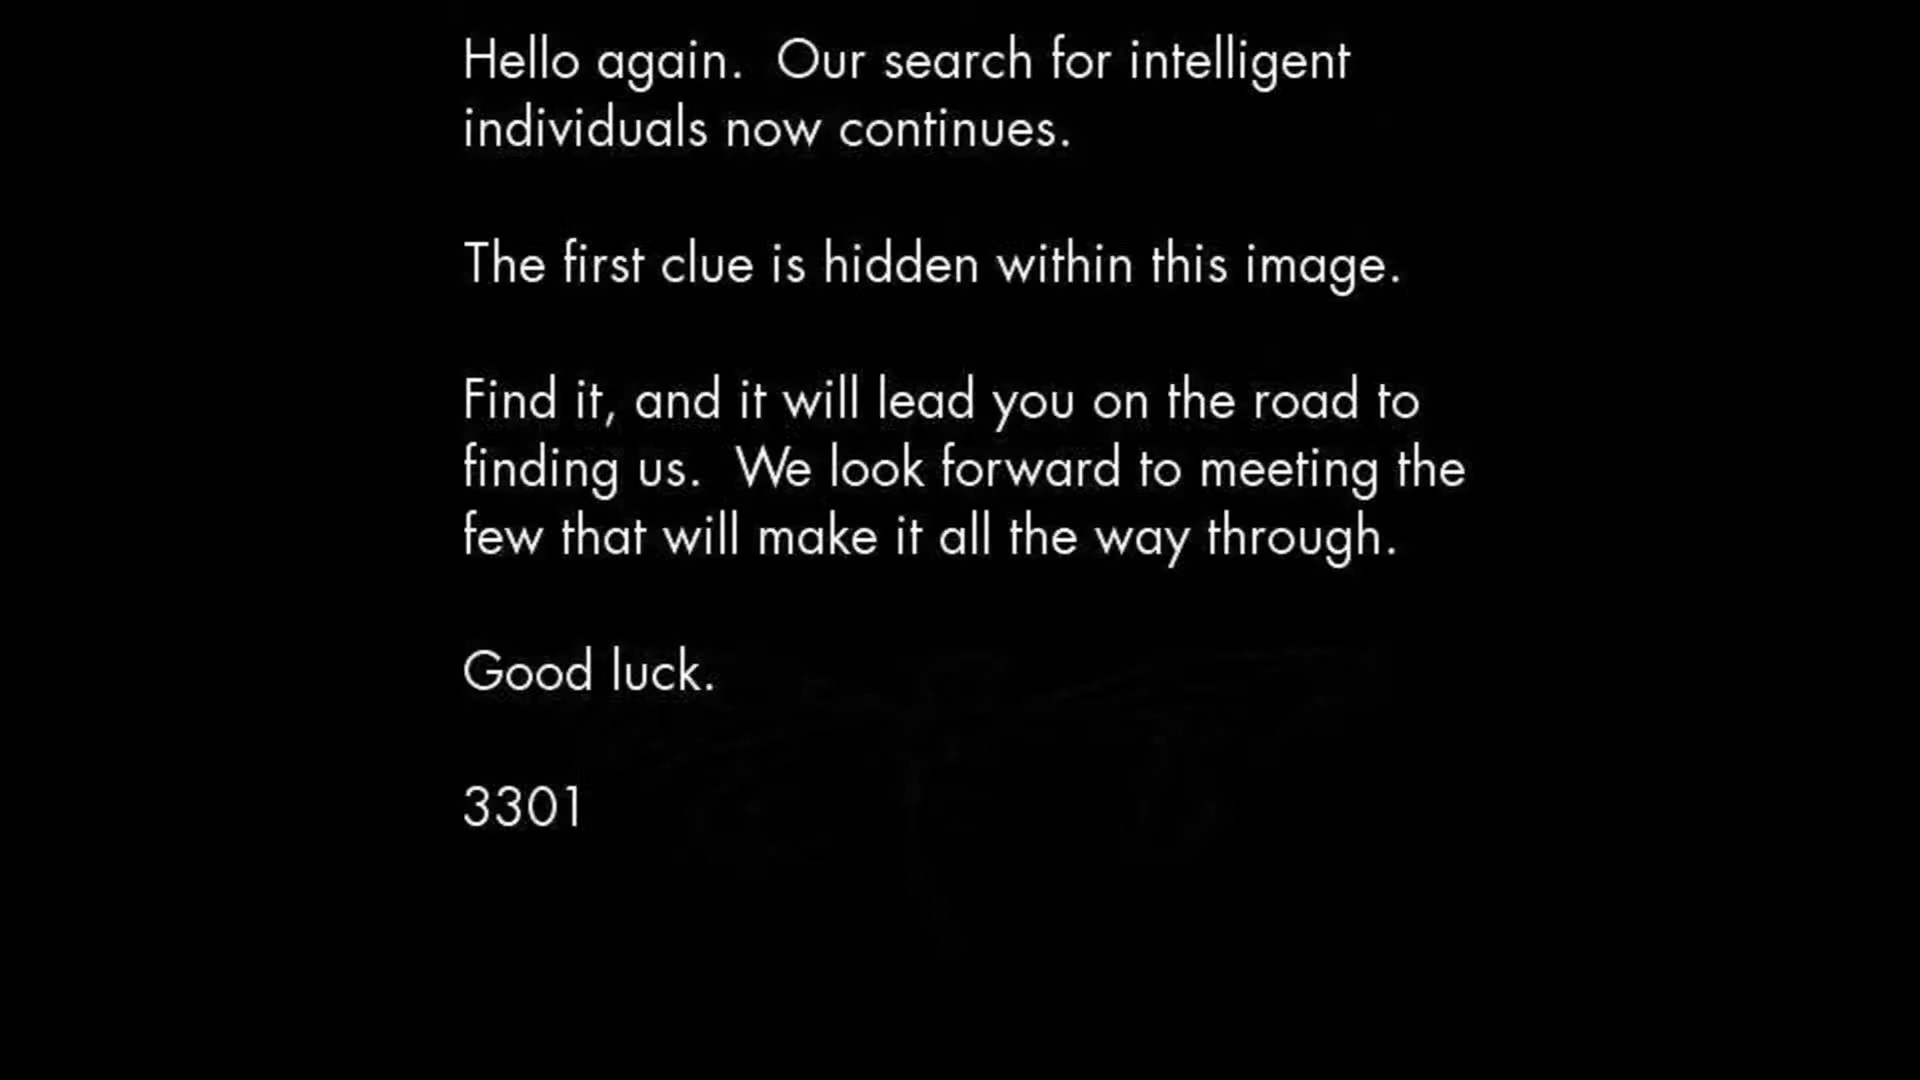 Hello again.  Our search for intelligent
individuals now continues.
The first clue is hidden within this image.
Find it, and it will lead you on the road to
finding us.  We look forward to meeting the
few that will make it all the way through.
Good luck.
3301